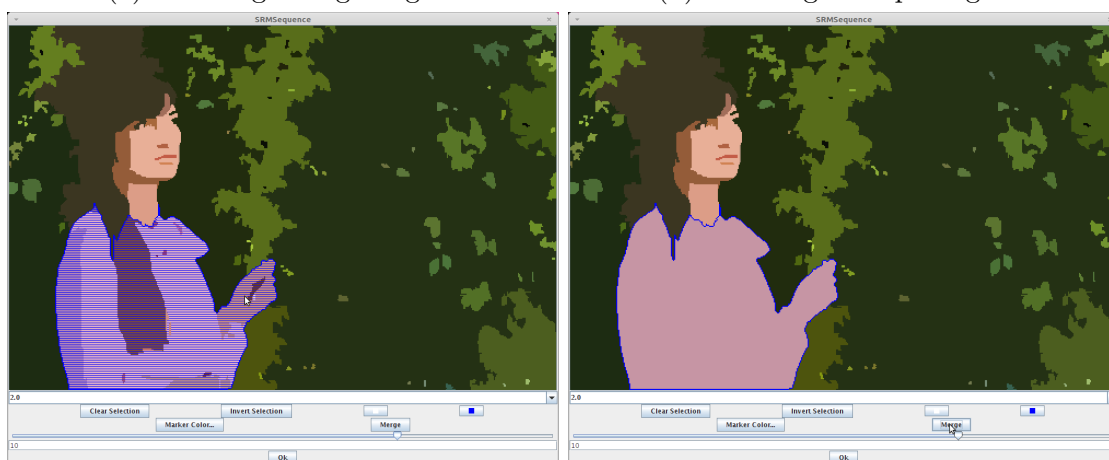 SRMSequence
2.0
Clear Selection Invert Selection
Marker Color... Merge
10
Ok
SRMSequence
2.0
Clear Selection Invert Selection
Marker Color... Merge
10
Ok